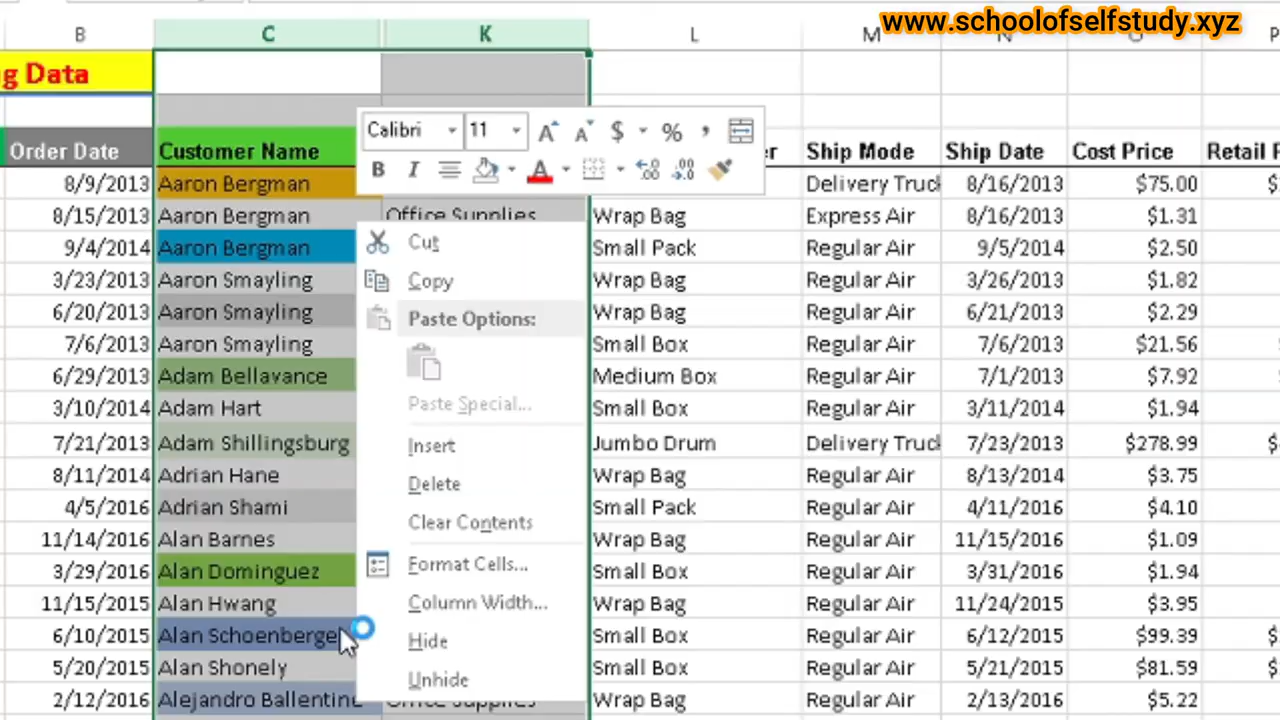 www.schoolofselfstudy.xyz
B C K L M N
g Data
Calibri 11 $ % ,
B I A
Order Date Customer Name Ship Mode Ship Date Cost Price Retail
8/9/2013 Aaron Bergman Delivery Truck 8/16/2013 $75.00
8/15/2013 Aaron Bergman Office Supplies Wrap Bag Express Air 8/16/2013 $1.31
9/4/2014 Aaron Bergman Small Pack Regular Air 9/5/2014 $2.50
3/23/2013 Aaron Smayling Wrap Bag Regular Air 3/26/2013 $1.82
6/20/2013 Aaron Smayling Wrap Bag Regular Air 6/21/2013 $2.29
7/6/2013 Aaron Smayling Small Box Regular Air 7/6/2013 $21.56
6/29/2013 Adam Bellavance Medium Box Regular Air 7/1/2013 $7.92
3/10/2014 Adam Hart Small Box Regular Air 3/11/2014 $1.94
7/21/2013 Adam Shillingsburg Jumbo Drum Delivery Truck 7/23/2013 $278.99
8/11/2014 Adrian Hane Wrap Bag Regular Air 8/13/2014 $3.75
4/5/2016 Adrian Shami Small Pack Regular Air 4/11/2016 $4.10
11/14/2016 Alan Barnes Wrap Bag Regular Air 11/15/2016 $1.09
3/29/2016 Alan Dominguez Small Box Regular Air 3/31/2016 $1.94
11/15/2015 Alan Hwang Wrap Bag Regular Air 11/24/2015 $3.95
6/10/2015 Alan Schoenberge Small Box Regular Air 6/12/2015 $99.39
5/20/2015 Alan Shonely Small Box Regular Air 5/21/2015 $81.59
2/12/2016 Alejandro Ballentine Office Supplies Wrap Bag Regular Air 2/13/2016 $5.22
Cut
Copy
Paste Options:
Paste Special...
Insert
Delete
Clear Contents
Format Cells...
Column Width...
Hide
Unhide